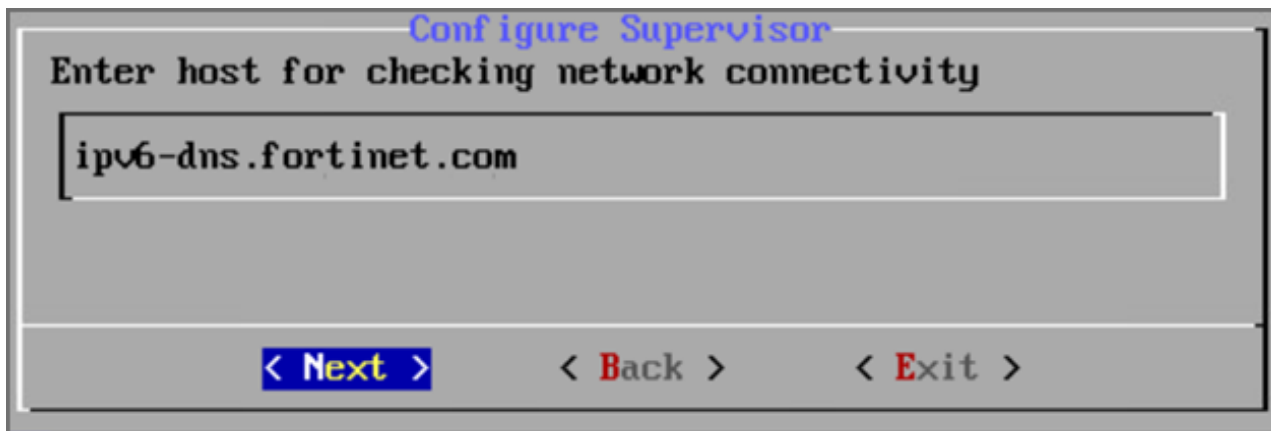 Configure Supervisor
Enter host for checking network connectivity
ipv6-dns.fortinet.com
< Next > < Back > < Exit >